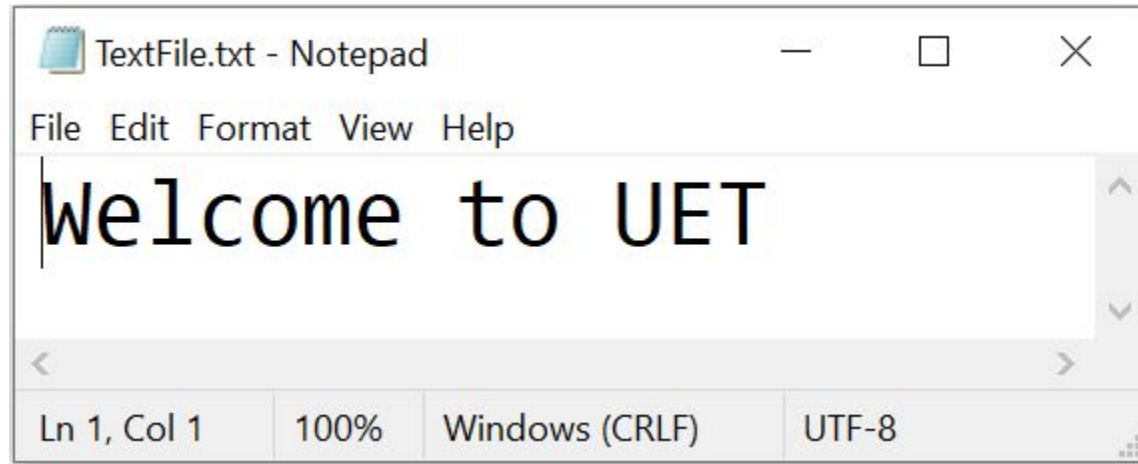 TextFile.txt - Notepad
File Edit Format View Help
Welcome to UET
Ln 1, Col 1 100% Windows (CRLF) UTF-8